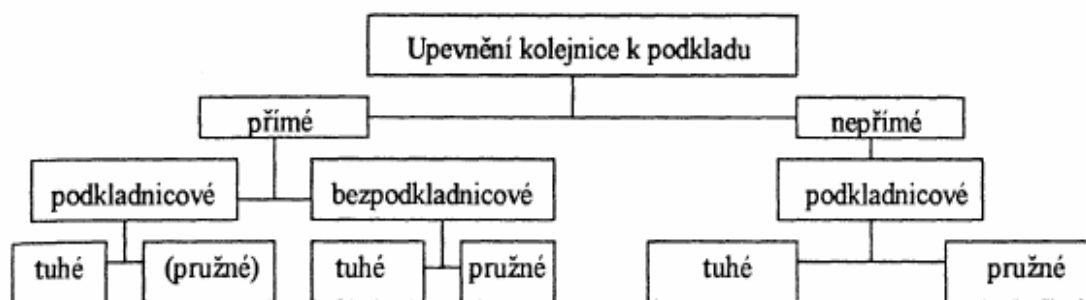 Upevnění kolejnice k podkladu
přímé
nepřímé
podkladnicové
bezpodkladnicové
podkladnicové
tuhé
(pružné)
tuhé
pružné
tuhé
pružné